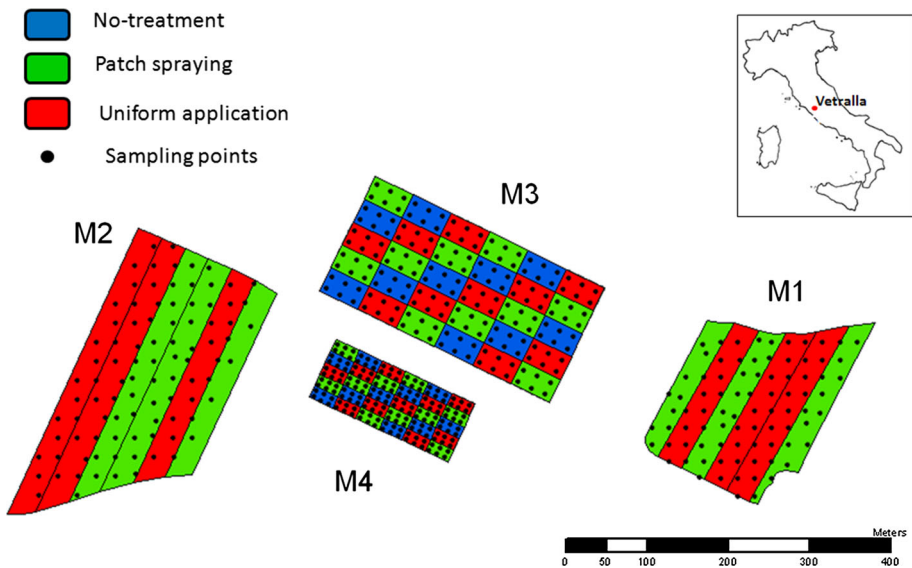 No-treatment
Patch spraying
Uniform application
Sampling points
Vetralla
M3
M2
M1
M4
Meters
0 50 100 200 300 400